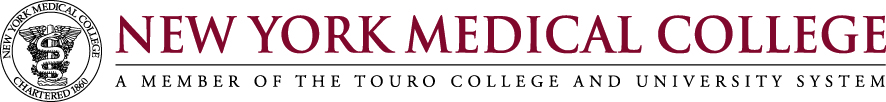 NEW YORK MEDICAL COLLEGE
CHARTERED 1860
NEW YORK MEDICAL COLLEGE
A MEMBER OF THE TOURO COLLEGE AND UNIVERSITY SYSTEM